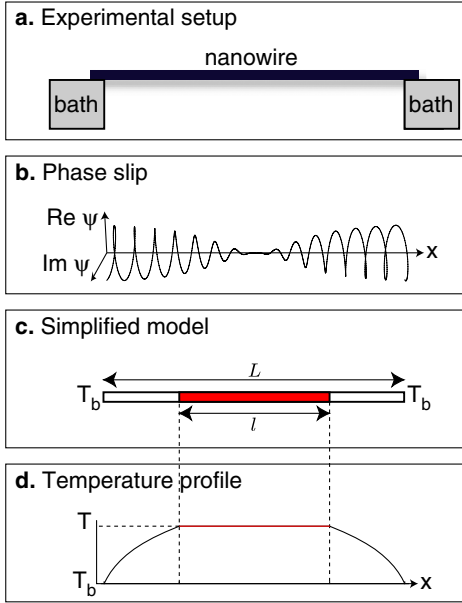 a. Experimental setup
nanowire
bath
bath
b. Phase slip
Re ψ
Im ψ
x
c. Simplified model
L
T_b
T_b
l
d. Temperature profile
T
T_b
x